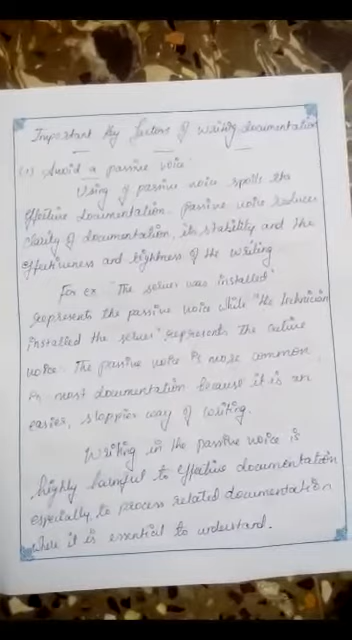 Important key factors of writing documentation
(1) Avoid a passive voice
Using of passive voice spoils the
effective documentation. passive voice reduces
clarity of documentation, its stability and the
effectiveness and tightness of the writing
For ex "The server was installed"
represents the passive voice while "the technician
installed the server" represents the active
voice. The passive voice is more common
in most documentation because it is an
easier, sloppier way of writing.
Writing in the passive voice is
highly harmful to effective documentation
especially to process related documentation
where it is essential to understand.